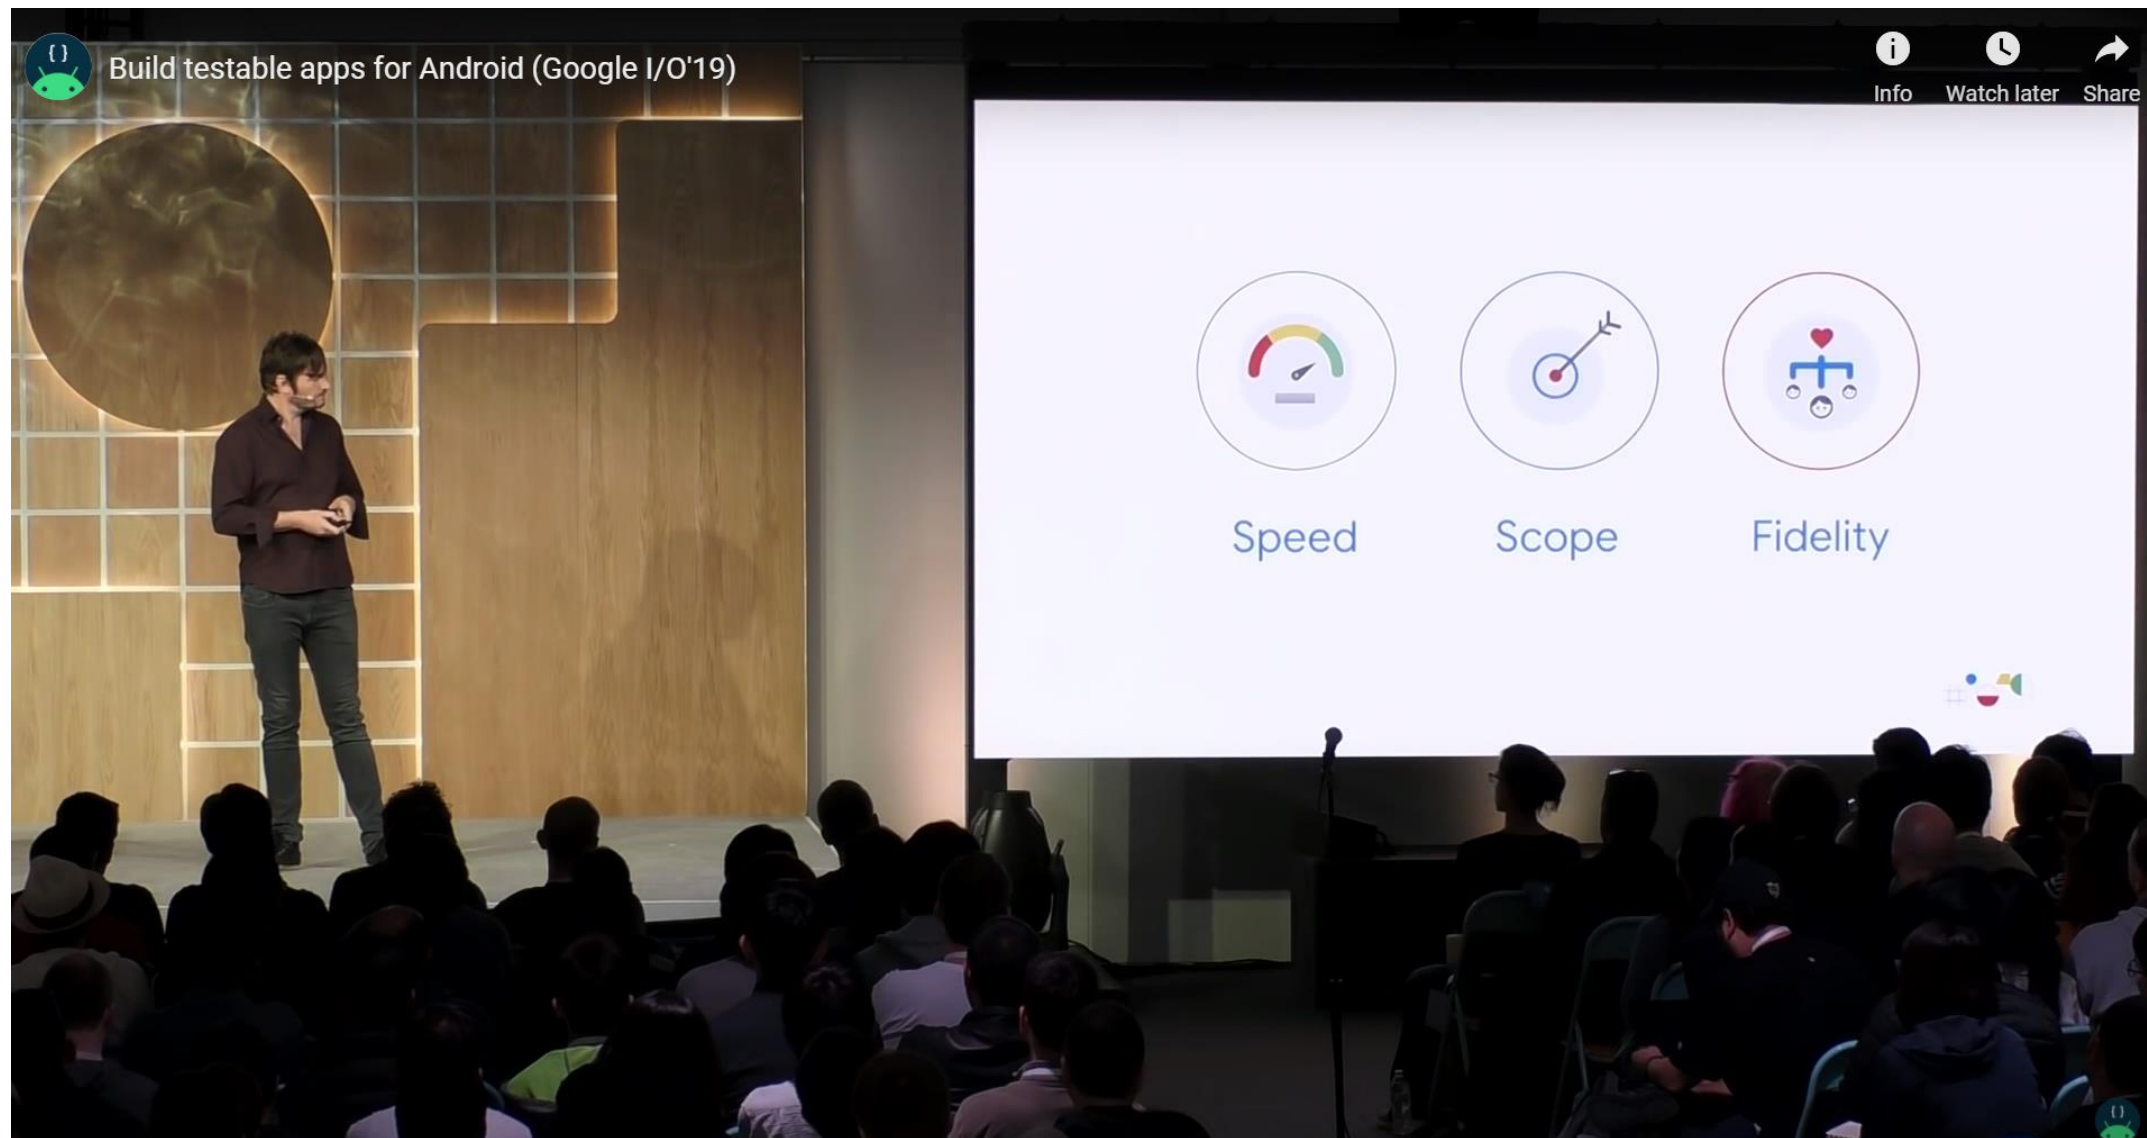 Build testable apps for Android (Google I/O'19)
Info
Watch later
Share
Speed
Scope
Fidelity